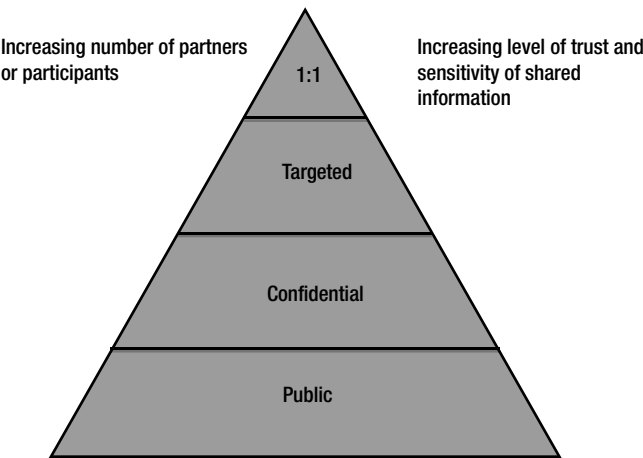 Increasing number of partners
or participants
Increasing level of trust and
sensitivity of shared
information
1:1
Targeted
Confidential
Public